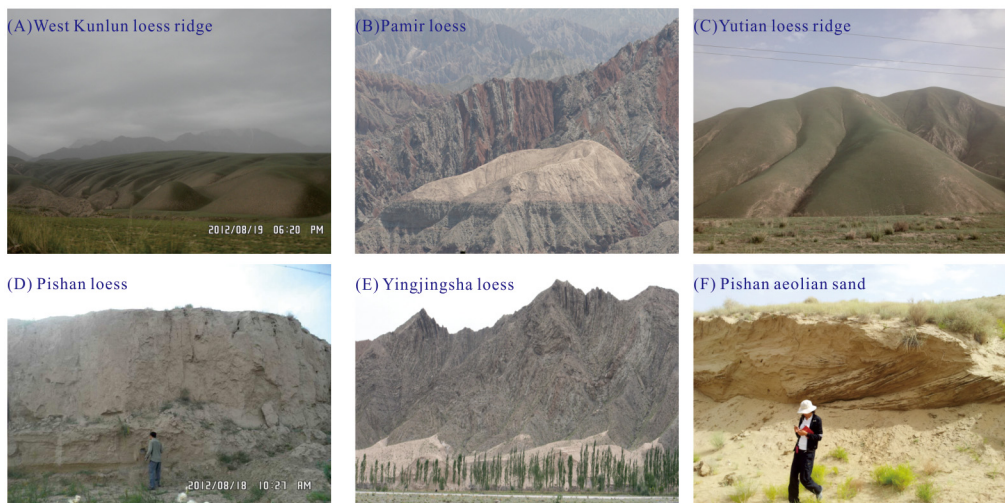 (A)West Kunlun loess ridge
(B)Pamir loess
(C)Yutian loess ridge
2012/08/19 06:20 PM
(D) Pishan loess
(E) Yingjingsha loess
(F) Pishan aeolian sand
2012/08/18 10:27 AM